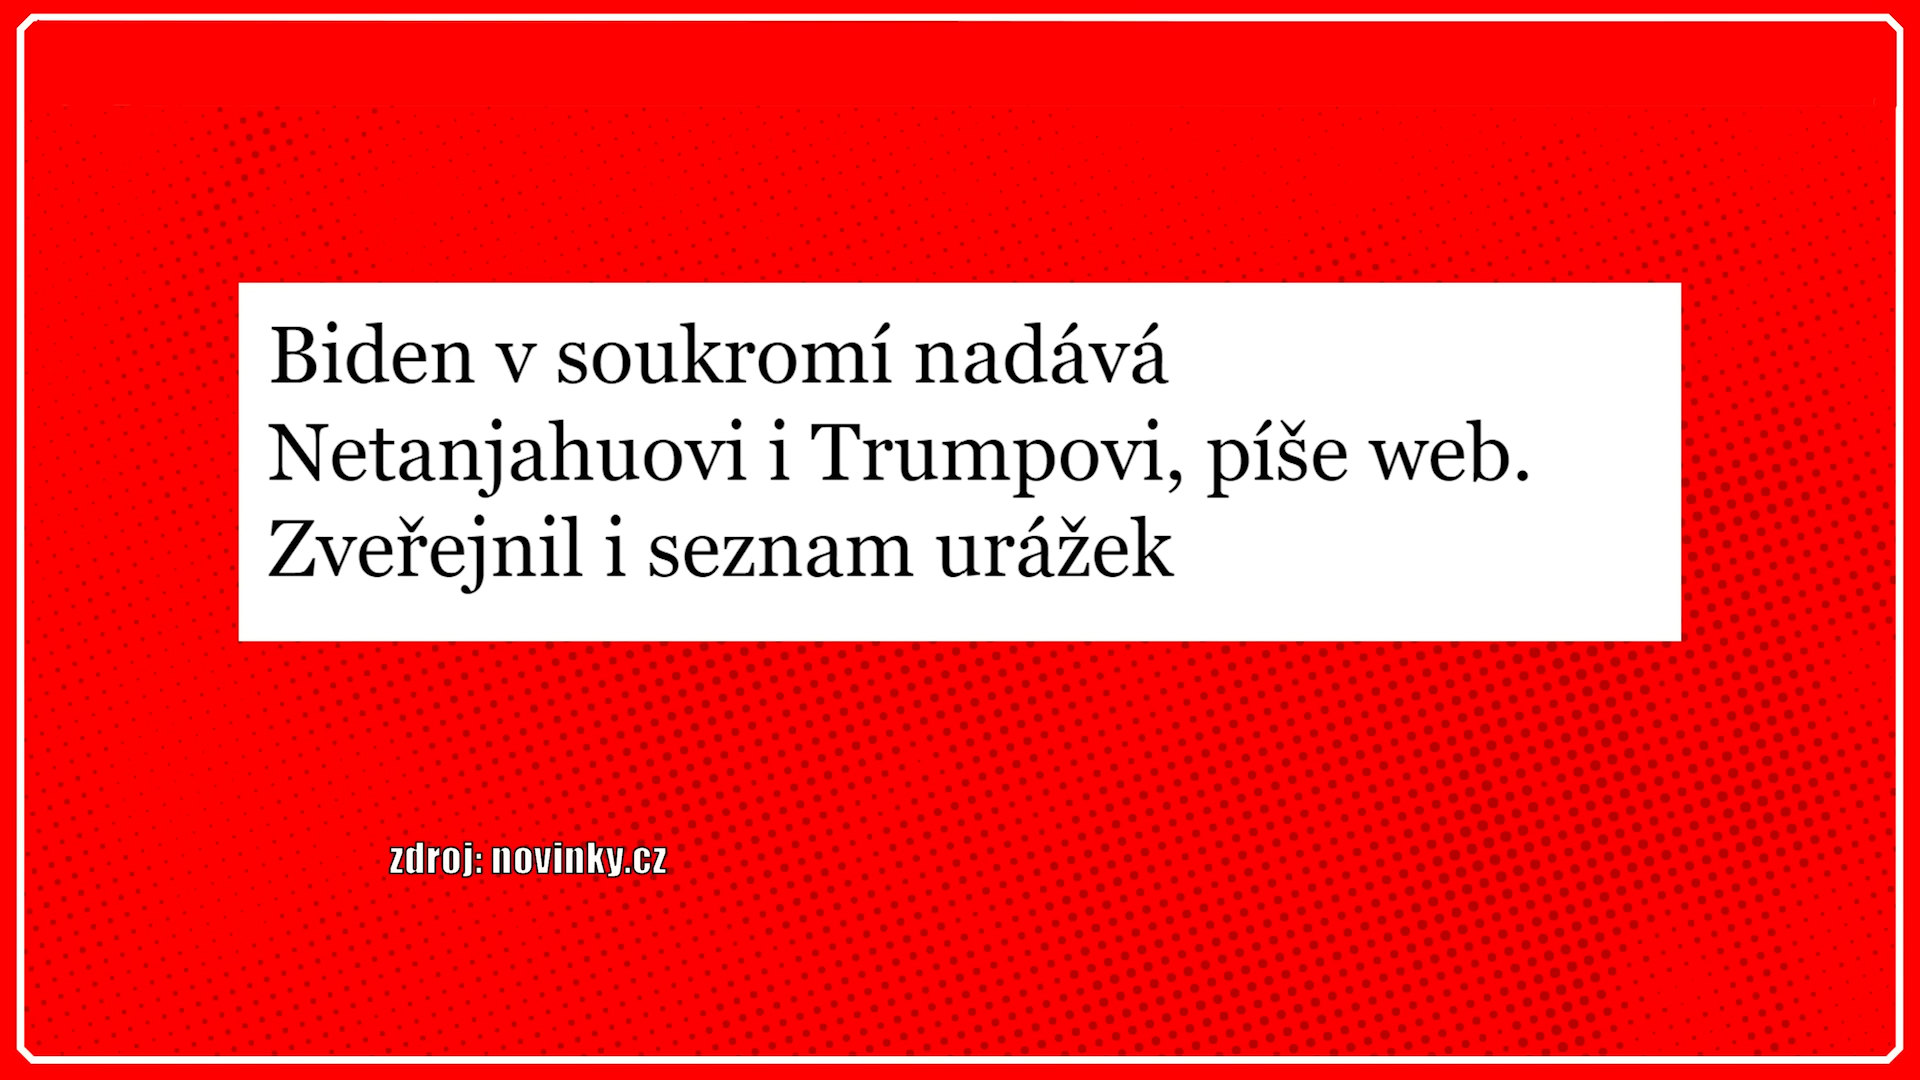 Biden v soukromí nadává
Netanjahuovi i Trumpovi, píše web.
Zveřejnil i seznam urážek
zdroj: novinky.cz